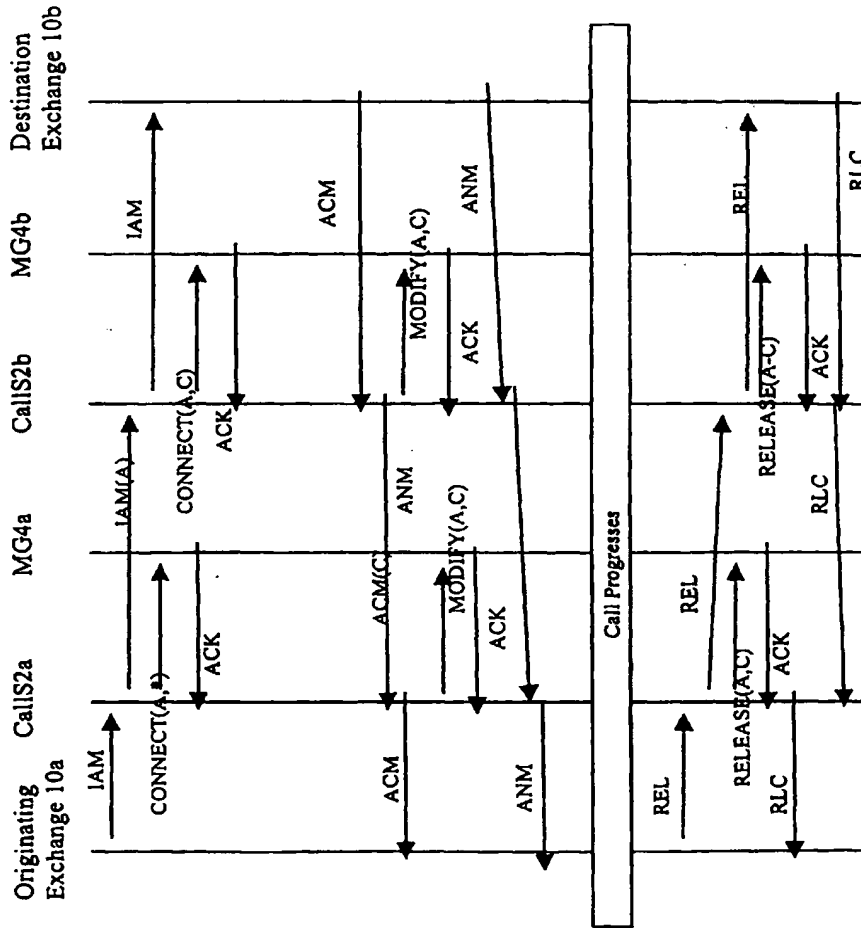 Originating Exchange 10a
CallS2a
MG4a
CallS2b
MG4b
Destination Exchange 10b
IAM
IAM(A)
IAM
CONNECT(A,*)
CONNECT(A,C)
ACK
ACK
ACM
ACM(C)
ACM
ANM
MODIFY(A,C)
MODIFY(A,C)
ACK
ANM
ACK
ANM
Call Progresses
REL
REL
REL
RELEASE(A,C)
RELEASE(A-C)
RLC
ACK
RLC
ACK
RLC